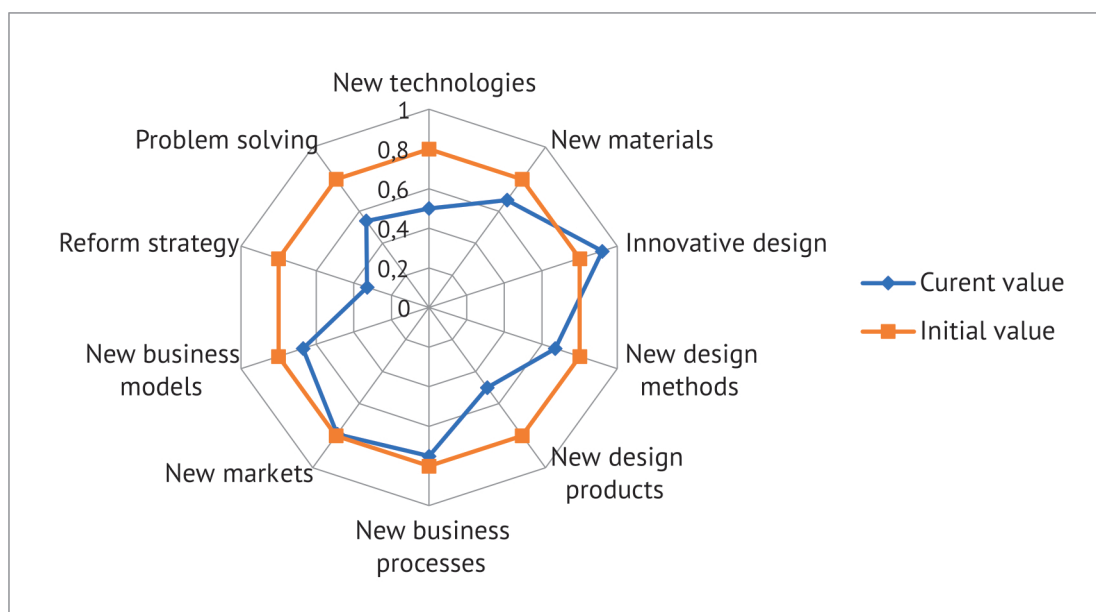 New technologies
1
0,8
0,6
0,4
0,2
0
New materials
Innovative design
New design
methods
New design
products
New business
processes
New markets
New business
models
Reform strategy
Problem solving
Curent value
Initial value